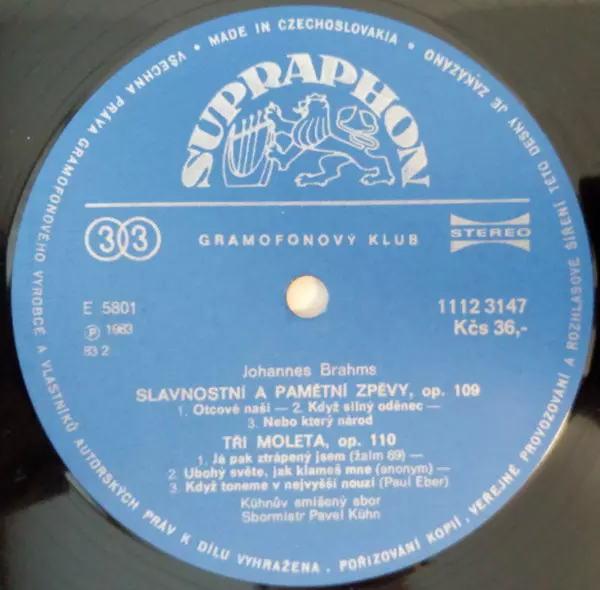 MADE IN CZECHOSLOVAKIA • VŠECHNA PRÁVA GRAMOFONOVÉHO VÝROBCE A VLASTNÍKŮ AUTORSKÝCH PRÁV K DÍLU VYHRAŽENA. POŘIZOVÁNÍ KOPIÍ, VEŘEJNÉ PROVOZOVÁNÍ A ROZHLASOVÉ ŠÍŘENÍ TÉTO DESKY JE ZAKÁZÁNO •
SUPRAPHON
33
GRAMOFONOVÝ KLUB
STEREO
E 5801
1112 3147
℗ 1983
Kčs 36,-
83 2
Johannes Brahms
SLAVNOSTNÍ A PAMĚTNÍ ZPĚVY, op. 109
1. Otcové naši — 2. Když silný oděnec —
3. Nebo který národ
TŘI MOLETA, op. 110
1. Já pak ztrápený jsem (žalm 69) —
2. Ubohý světe, jak klameš mne (anonym) —
3. Když toneme v nejvyšší nouzi (Paul Eber)
Kühnův smíšený sbor
Sbormistr Pavel Kühn